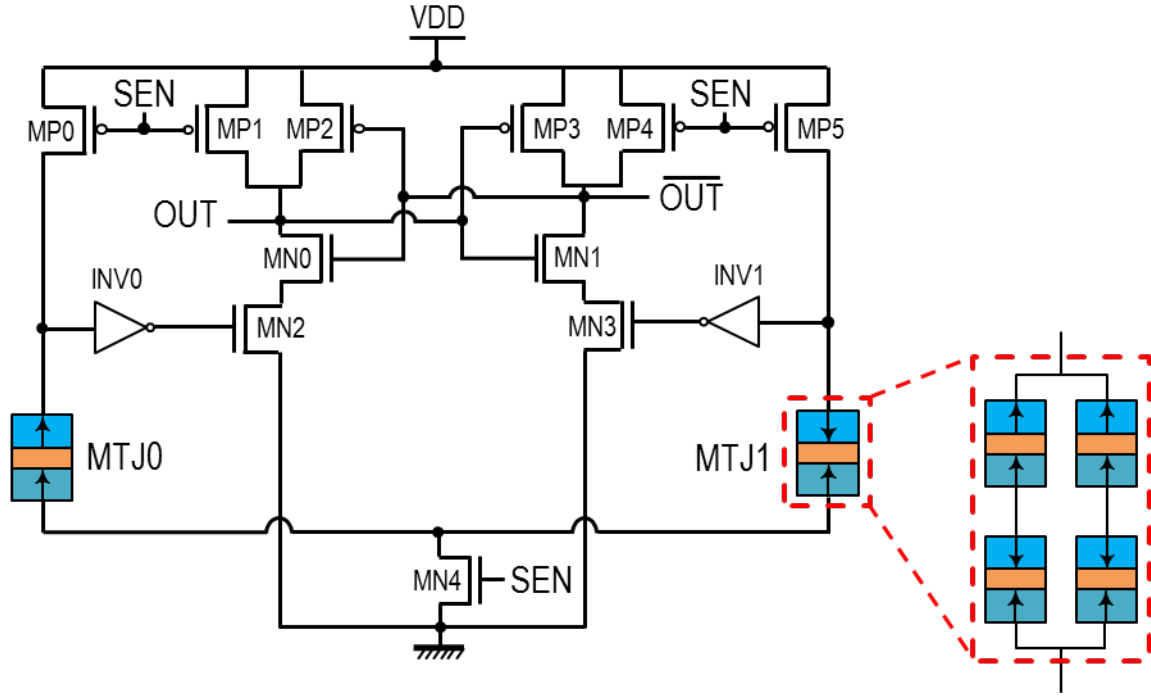 VDD
SEN
SEN
MP0
MP1
MP2
MP3
MP4
MP5
OUT
OUT
MN0
MN1
INV0
INV1
MN2
MN3
MTJ0
MTJ1
MN4
SEN